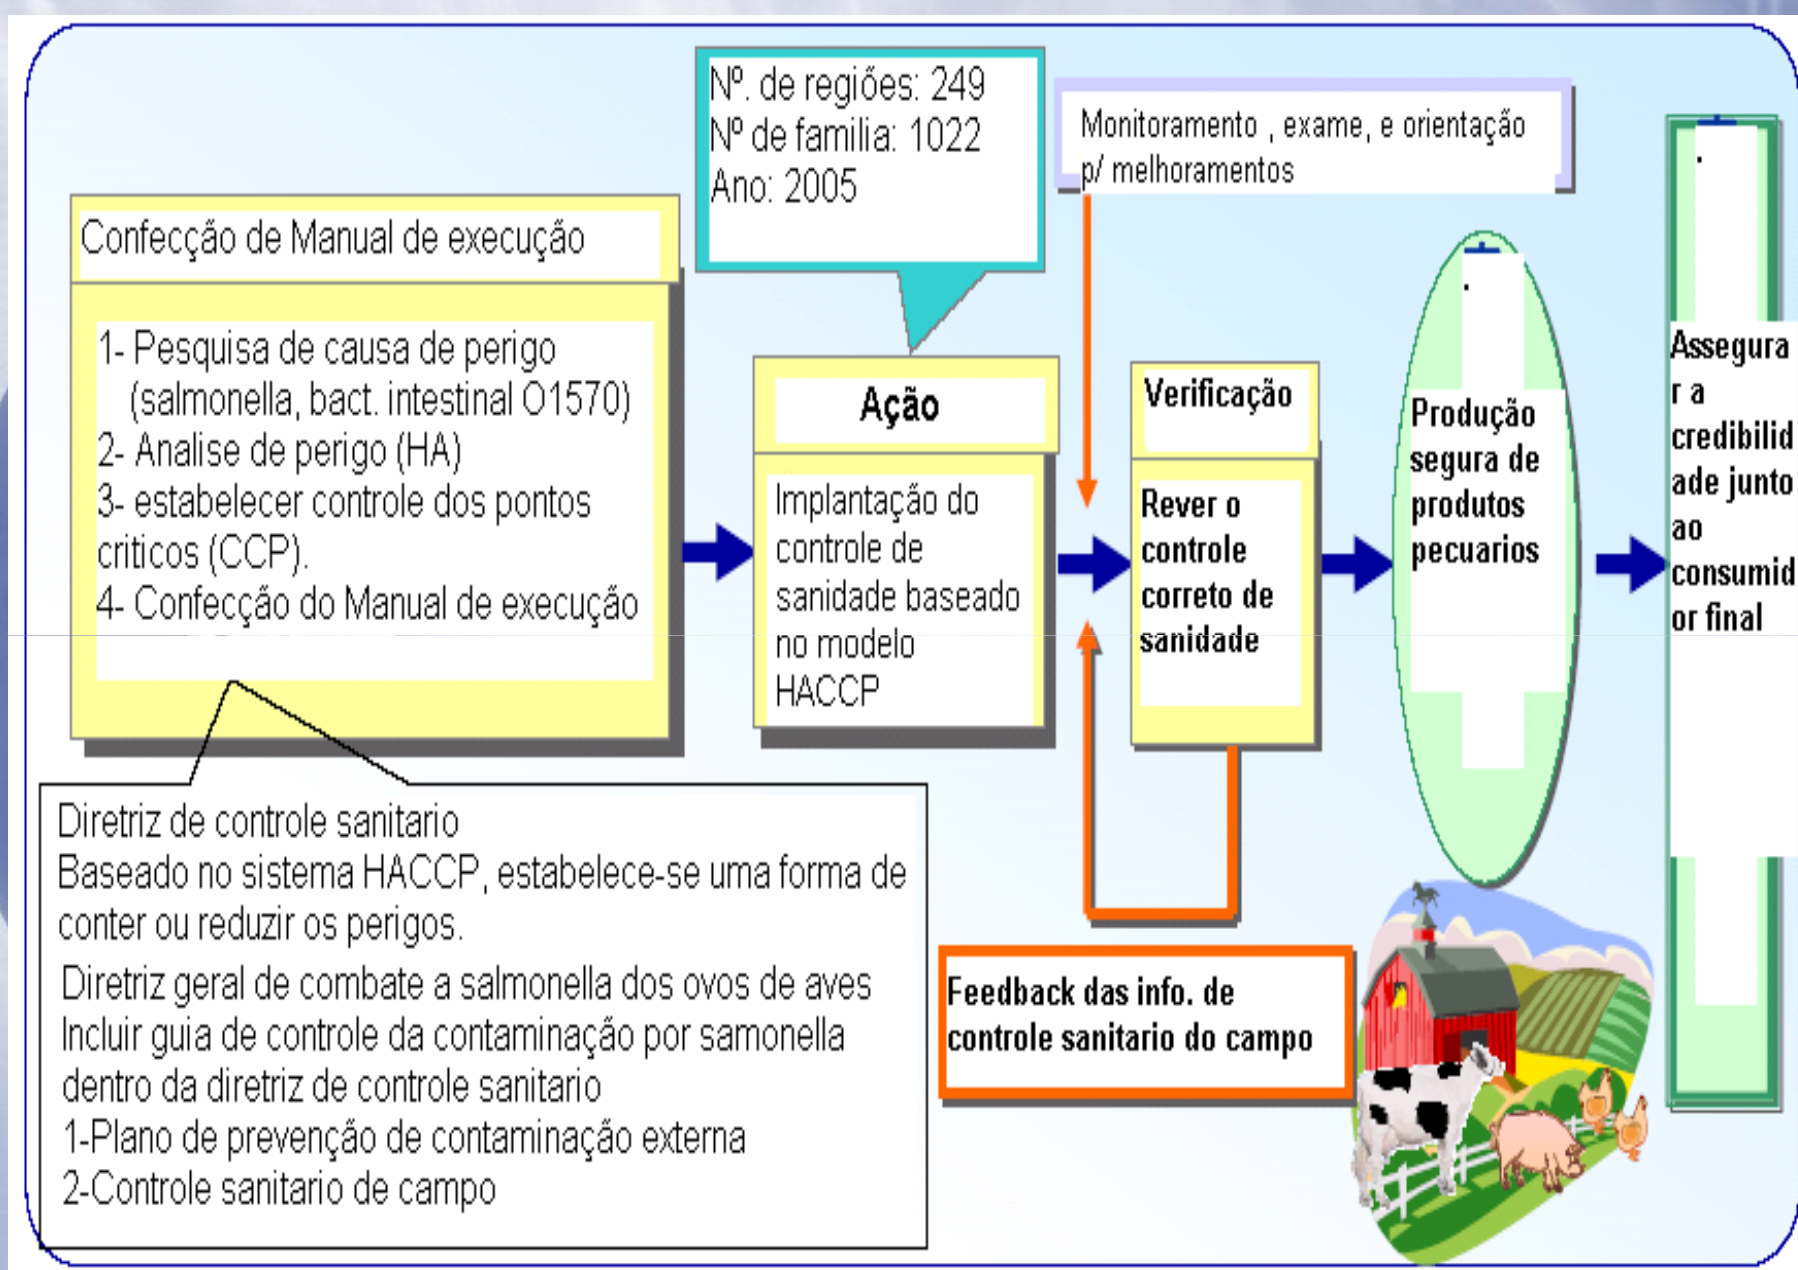 Nº. de regiões: 249
Nº de familia: 1022
Ano: 2005
Monitoramento , exame, e orientação
p/ melhoramentos
Confecção de Manual de execução
1- Pesquisa de causa de perigo
(salmonella, bact. intestinal O1570)
2- Analise de perigo (HA)
3- estabelecer controle dos pontos
criticos (CCP).
4- Confecção do Manual de execução
Ação
Implantação do
controle de
sanidade baseado
no modelo
HACCP
Verificação
Rever o
controle
correto de
sanidade
.
Produção
segura de
produtos
pecuarios
.
Assegura
r a
credibilid
ade junto
ao
consumid
or final
Diretriz de controle sanitario
Baseado no sistema HACCP, estabelece-se uma forma de
conter ou reduzir os perigos.
Diretriz geral de combate a salmonella dos ovos de aves
Incluir guia de controle da contaminação por samonella
dentro da diretriz de controle sanitario
1-Plano de prevenção de contaminação externa
2-Controle sanitario de campo
Feedback das info. de
controle sanitario do campo